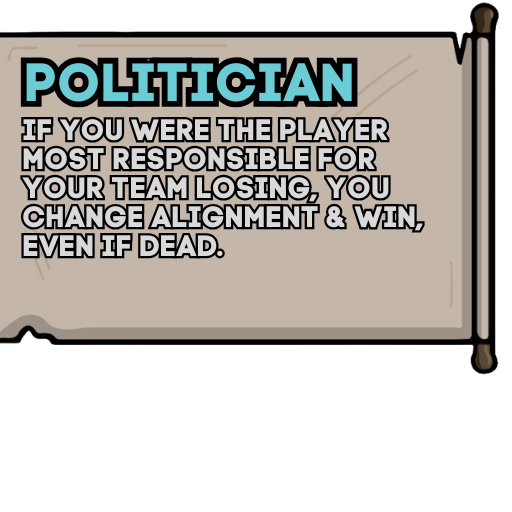 POLITICIAN
IF YOU WERE THE PLAYER
MOST RESPONSIBLE FOR
YOUR TEAM LOSING, YOU
CHANGE ALIGNMENT & WIN,
EVEN IF DEAD.